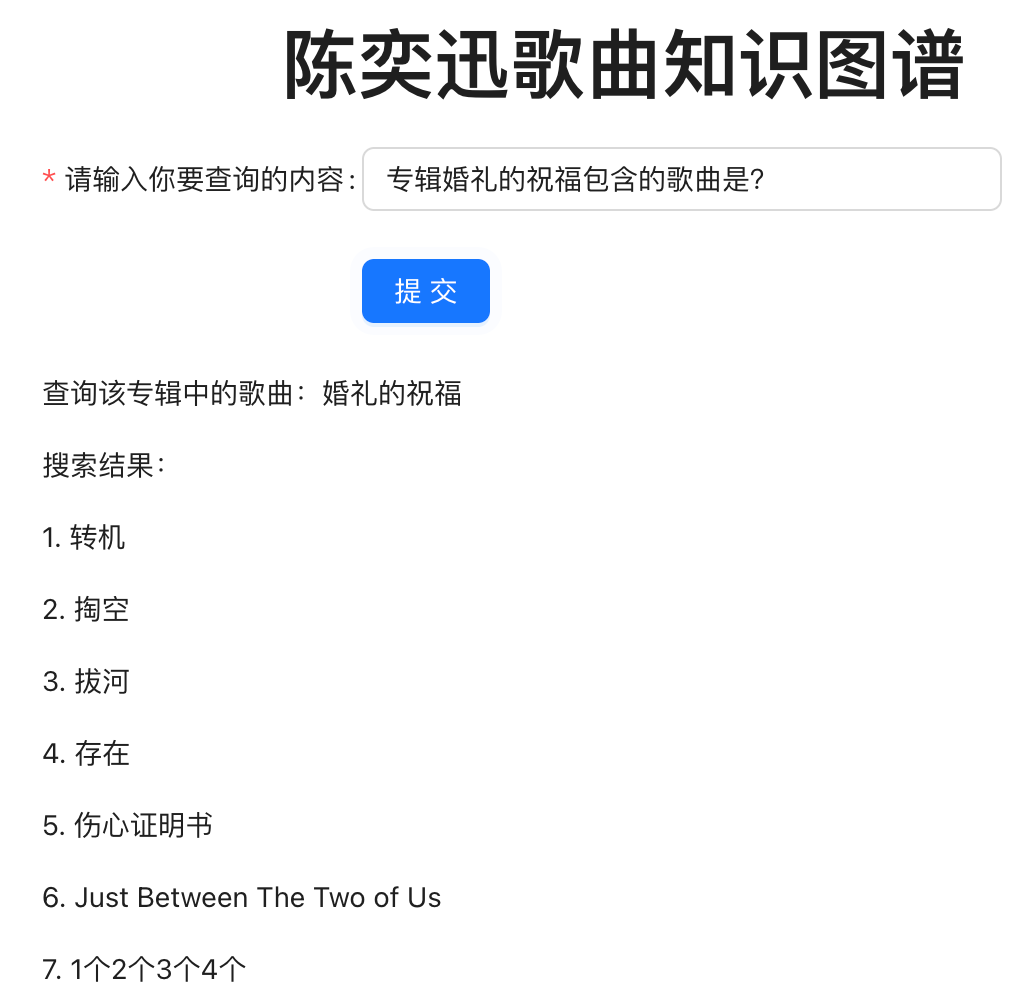 陈奕迅歌曲知识图谱
* 请输入你要查询的内容: 专辑婚礼的祝福包含的歌曲是?
提 交
查询该专辑中的歌曲：婚礼的祝福
搜索结果：
1. 转机
2. 掏空
3. 拔河
4. 存在
5. 伤心证明书
6. Just Between The Two of Us
7. 1个2个3个4个